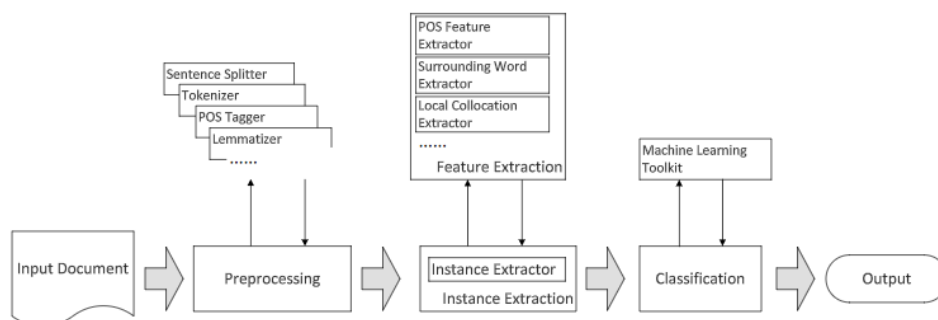 POS Feature
Extractor
Surrounding Word
Extractor
Local Collocation
Extractor
......
Feature Extraction
Sentence Splitter
Tokenizer
POS Tagger
Lemmatizer
......
Machine Learning
Toolkit
Input Document
Preprocessing
Instance Extractor
Instance Extraction
Classification
Output